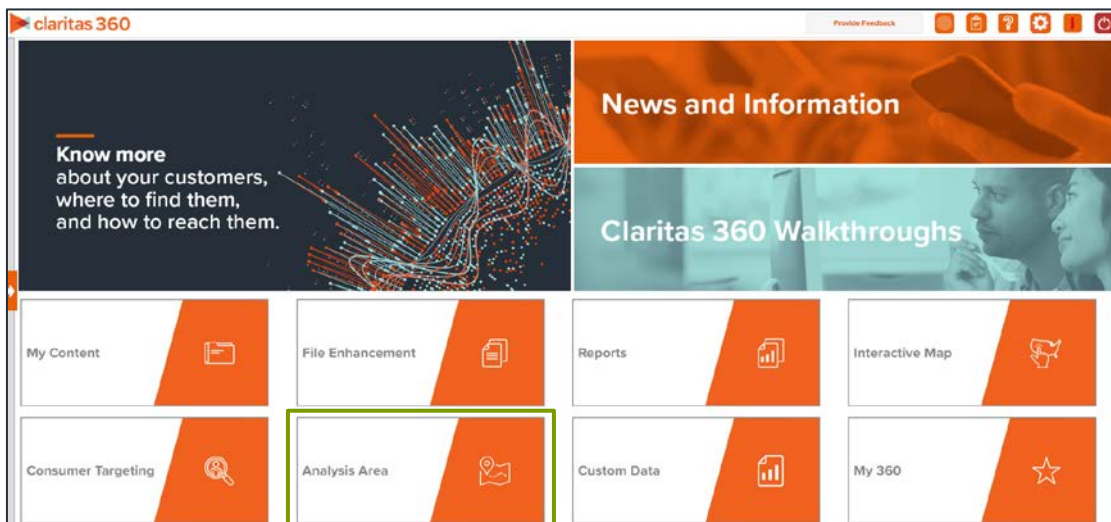 claritas 360
Provide Feedback
Know more
about your customers,
where to find them,
and how to reach them.
News and Information
Claritas 360 Walkthroughs
My Content
File Enhancement
Reports
Interactive Map
Consumer Targeting
Analysis Area
Custom Data
My 360